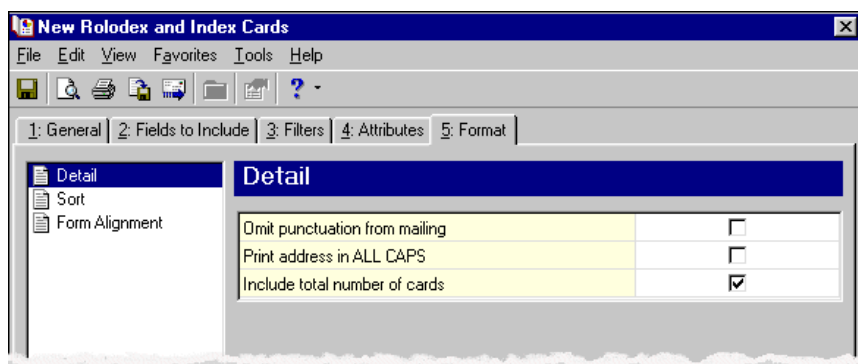 New Rolodex and Index Cards
File Edit View Favorites Tools Help
1: General 2: Fields to Include 3: Filters 4: Attributes 5: Format
Detail
Sort
Form Alignment
Detail
Omit punctuation from mailing
Print address in ALL CAPS
Include total number of cards